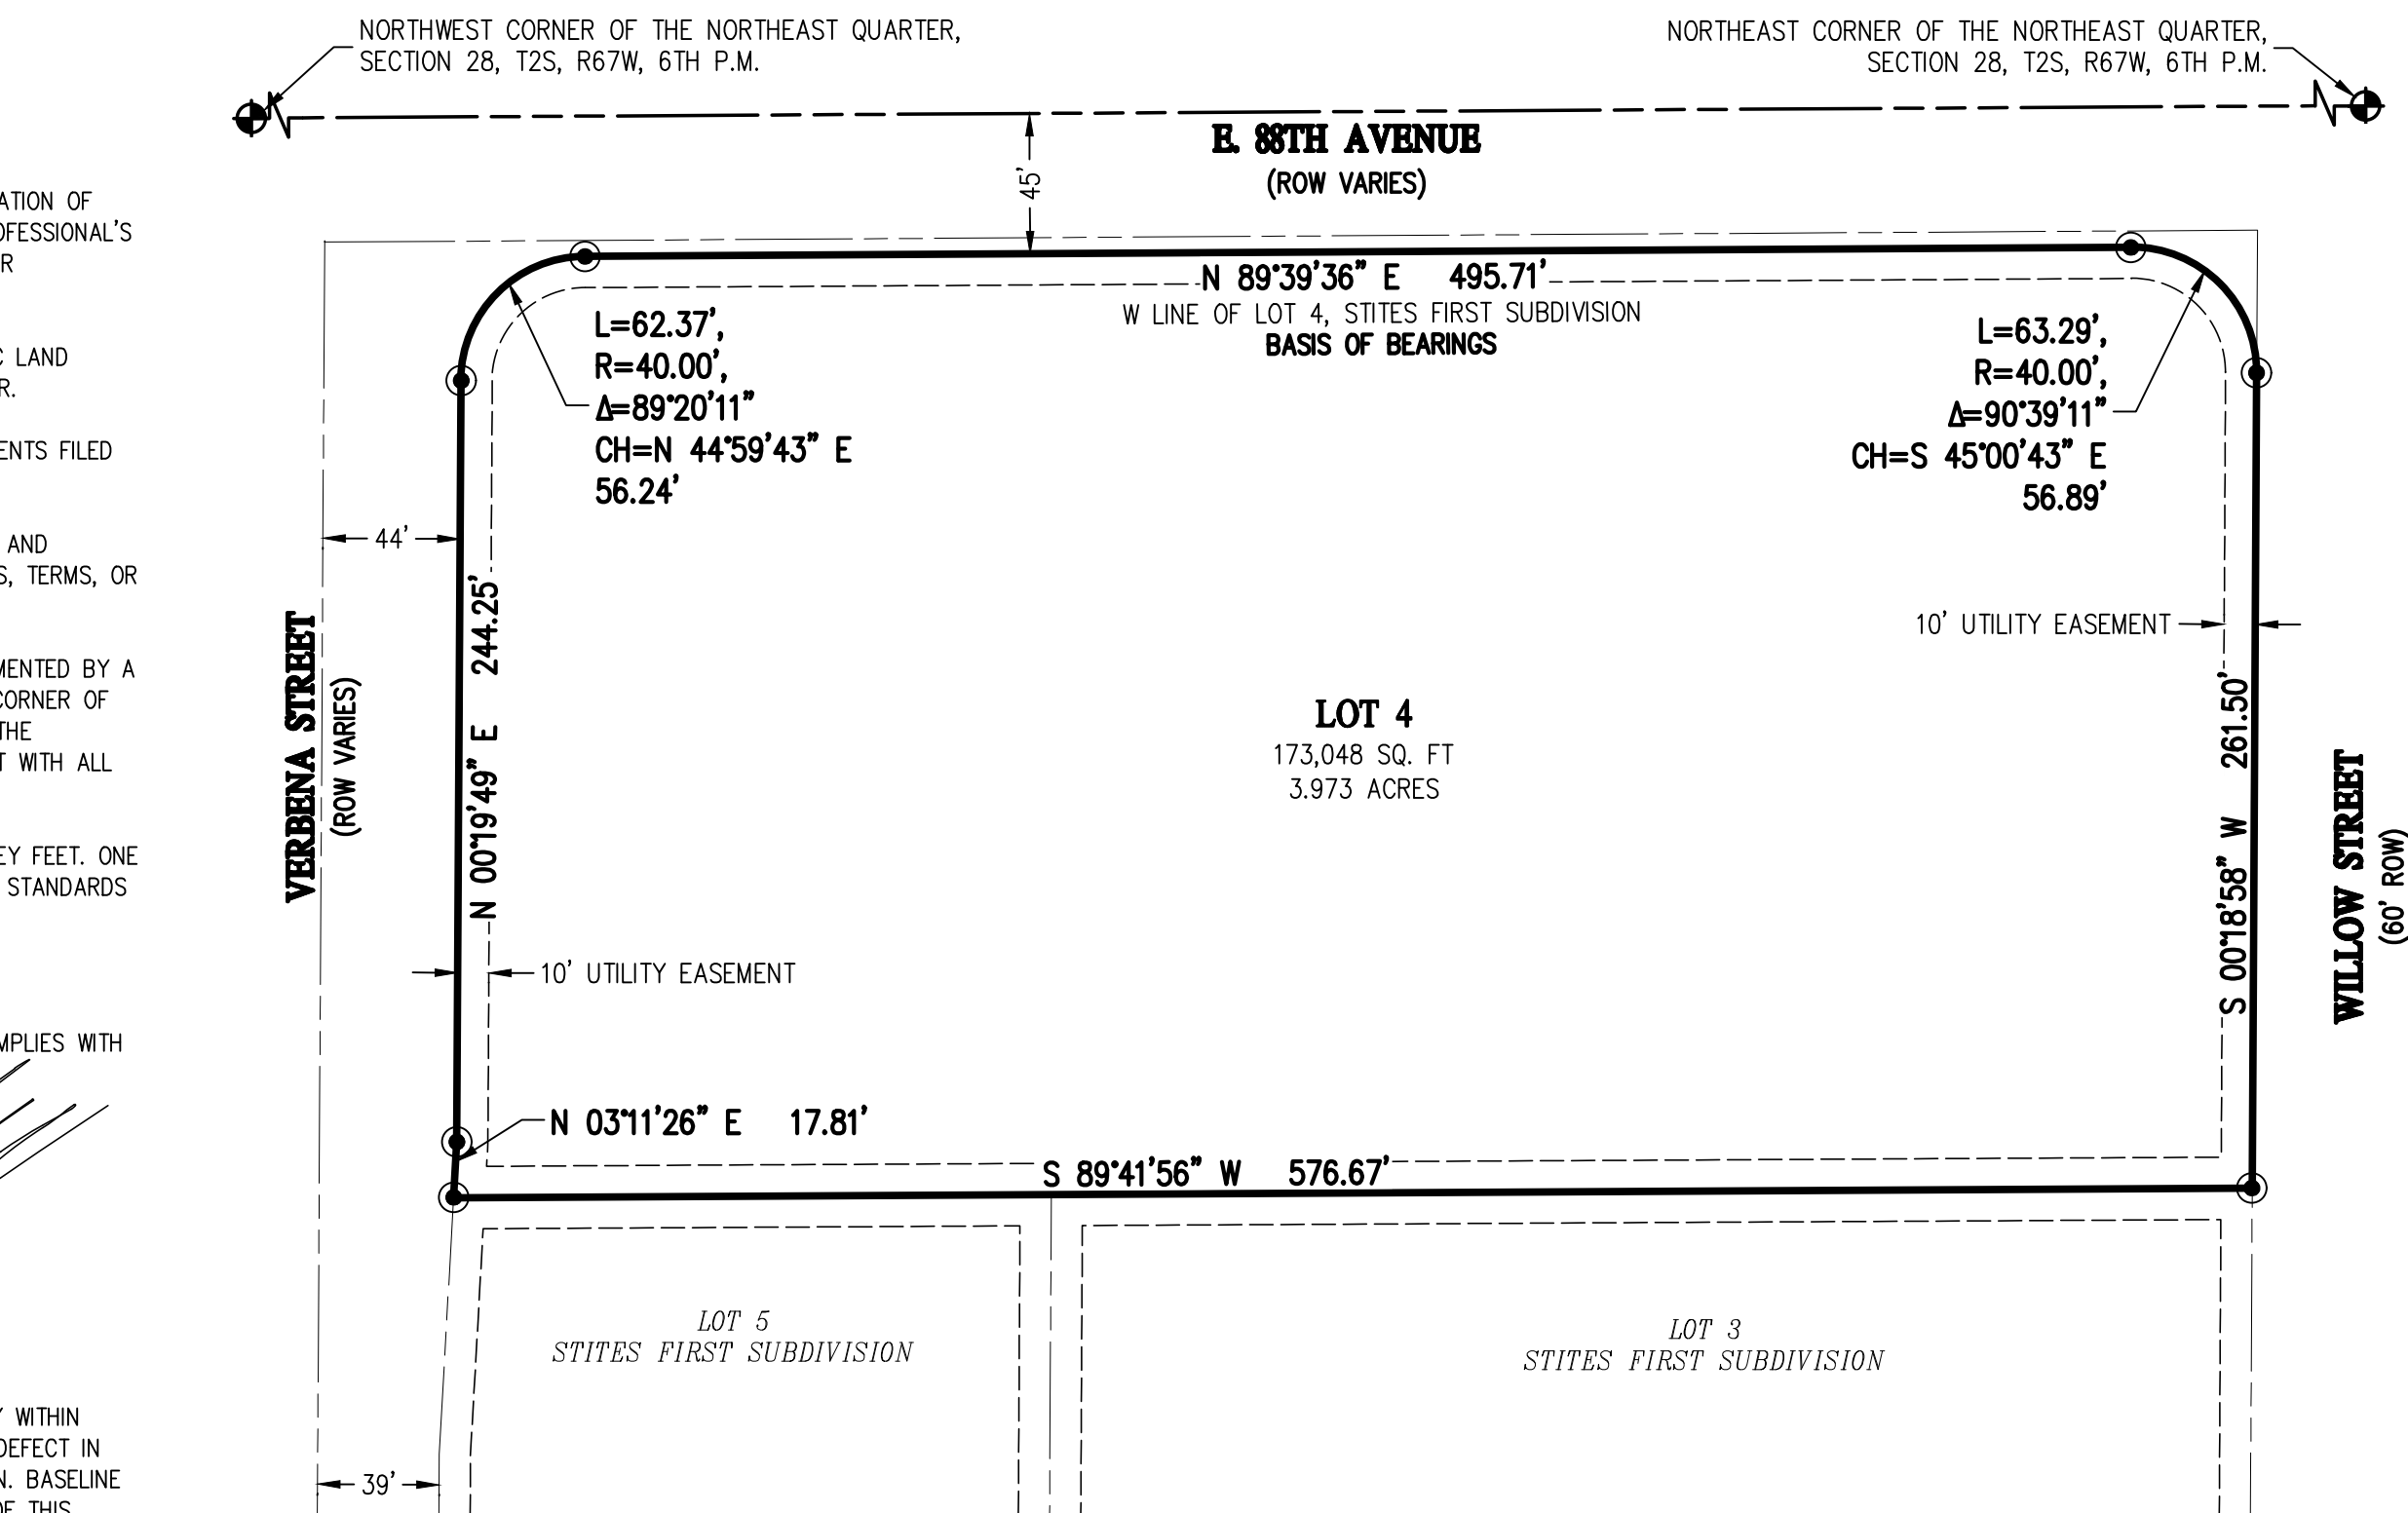 NORTHWEST CORNER OF THE NORTHEAST QUARTER,
SECTION 28, T2S, R67W, 6TH P.M.
NORTHEAST CORNER OF THE NORTHEAST QUARTER,
SECTION 28, T2S, R67W, 6TH P.M.
E. 88TH AVENUE
(ROW VARIES)
45'
N 89°39'36" E 495.71'
W LINE OF LOT 4, STITES FIRST SUBDIVISION
BASIS OF BEARINGS
L=62.37',
R=40.00',
Δ=89°20'11"
CH=N 44°59'43" E
56.24'
L=63.29',
R=40.00',
Δ=90°39'11"
CH=S 45°00'43" E
56.89'
44'
VERBENA STREET
(ROW VARIES)
N 00°19'49" E 244.25'
10' UTILITY EASEMENT
LOT 4
173,048 SQ. FT
3.973 ACRES
10' UTILITY EASEMENT
S 00°18'58" W 261.50'
WILLOW STREET
(60' ROW)
N 03°11'26" E 17.81'
S 89°41'56" W 576.67'
LOT 5
STITES FIRST SUBDIVISION
LOT 3
STITES FIRST SUBDIVISION
39'
OF
LAND
FILED
AND
TERMS, OR
BY A
CORNER OF
THE
WITH ALL
FEET. ONE
STANDARDS
WITH
WITHIN
DEFECT IN
BASELINE
THIS